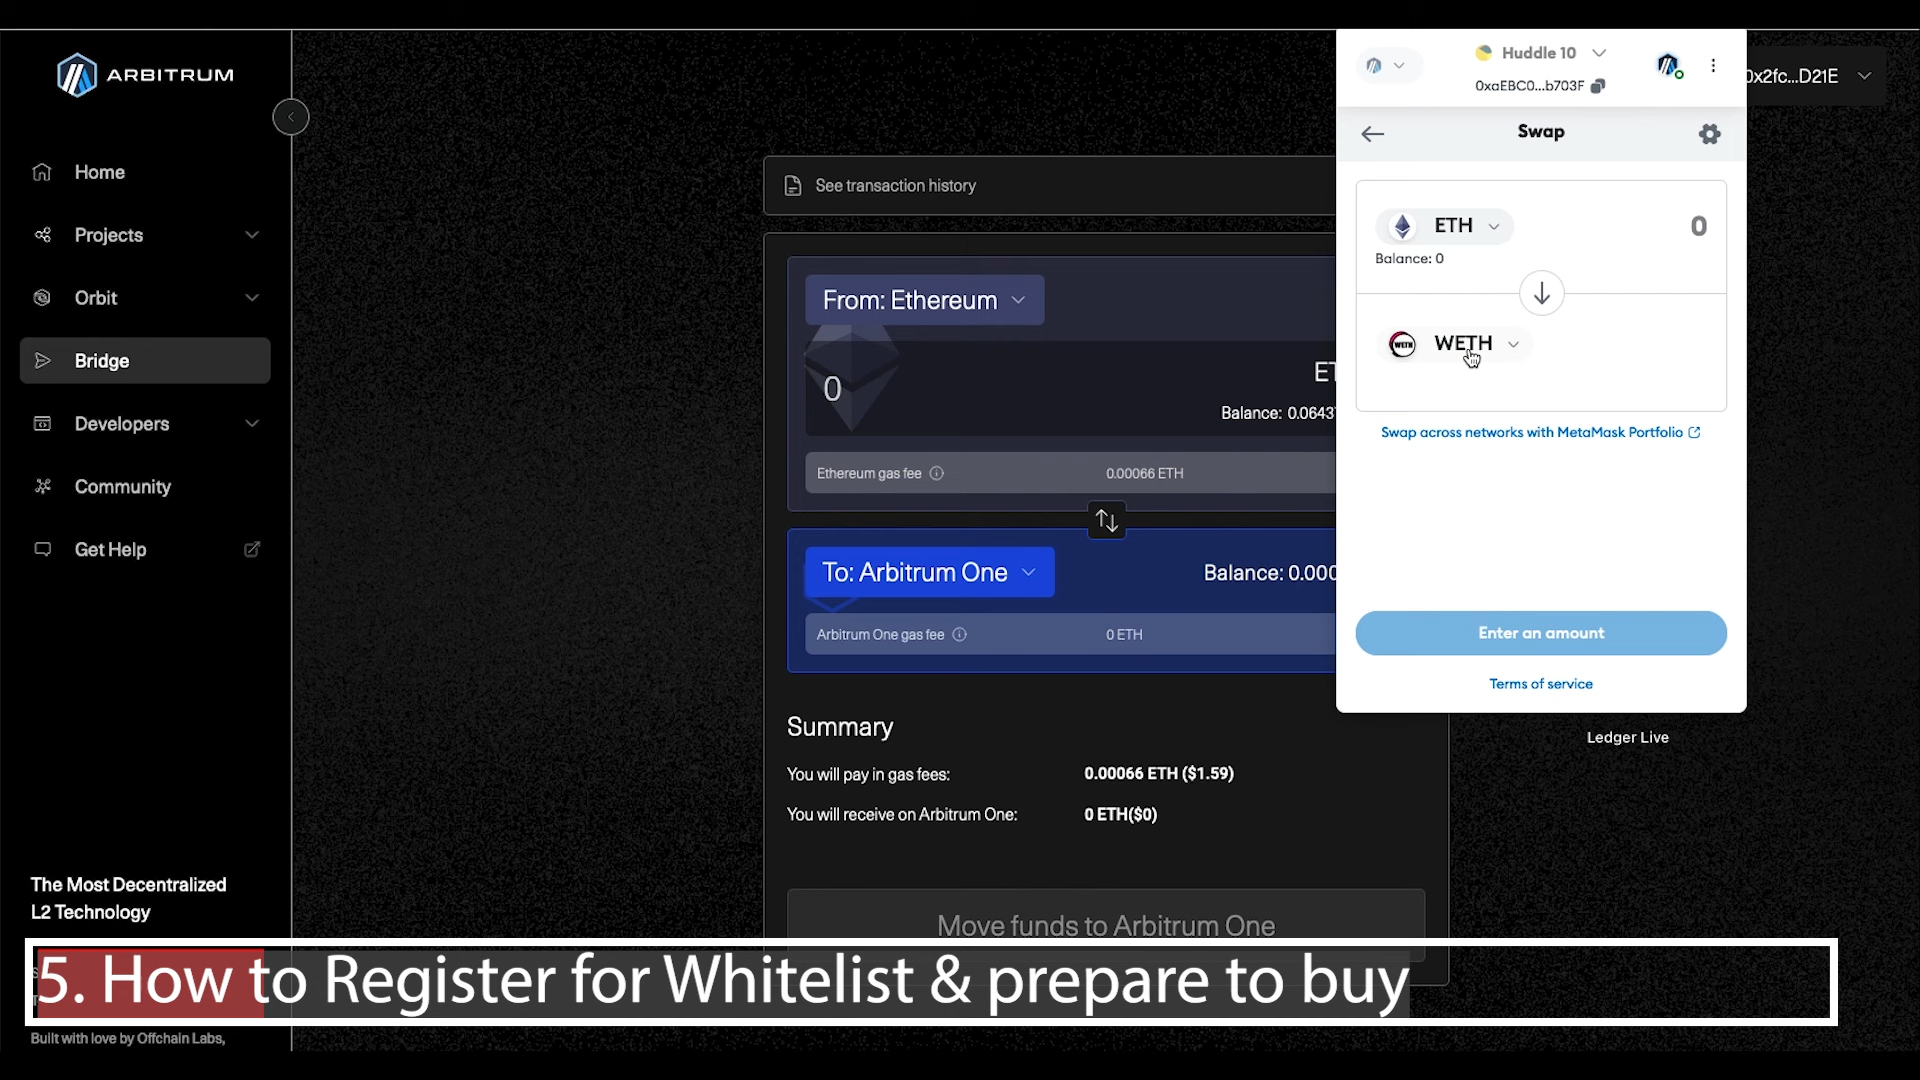 ARBITRUM
Home
Projects
Orbit
Bridge
Developers
Community
Get Help
The Most Decentralized
L2 Technology
Built with love by Offchain Labs,
See transaction history
From: Ethereum
0
Balance: 0.0643
Ethereum gas fee
0.00066 ETH
To: Arbitrum One
Balance: 0.000
Arbitrum One gas fee
0 ETH
Summary
You will pay in gas fees:
0.00066 ETH ($1.59)
You will receive on Arbitrum One:
0 ETH($0)
Move funds to Arbitrum One
Huddle 10
0xaEBC0...b703F
0x2fc...D21E
Swap
ETH
0
Balance: 0
WETH
WETH
Swap across networks with MetaMask Portfolio
Enter an amount
Terms of service
Ledger Live
5. How to Register for Whitelist & prepare to buy